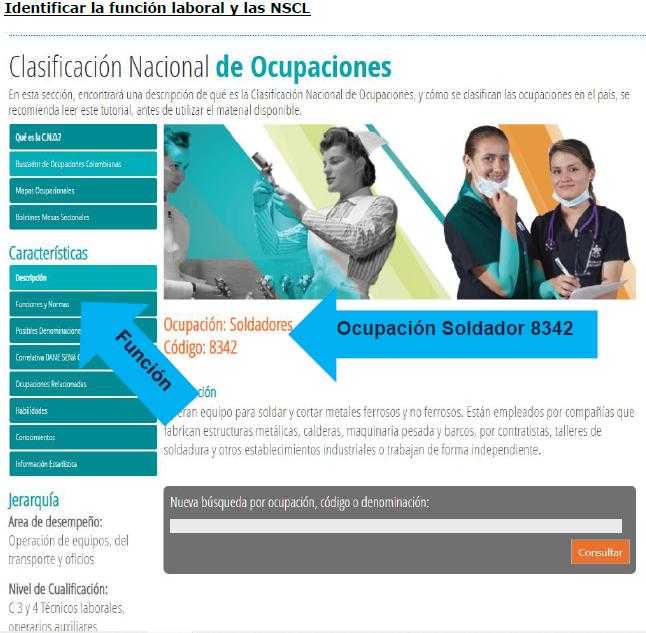 Identificar la función laboral y las NSCL
Clasificación Nacional de Ocupaciones
En esta sección, encontrará una descripción de qué es la Clasificación Nacional de Ocupaciones, y cómo se clasifican las ocupaciones en el país, se
recomienda leer este tutorial, antes de utilizar el material disponible.
Qué es la C.N.O.?
Buscador de Ocupaciones Colombianas
Mapas Ocupacionales
Boletines Mesas Sectoriales
Características
Descripción
Funciones y Normas
Posibles Denominacione
Correlativa DANE SENA
Ocupaciones Relacionadas
Habilidades
Conocimientos
Información Estadística
Función
Ocupación: Soldadores
Código: 8342
Ocupación Soldador 8342
equipo para soldar y cortar metales ferrosos y no ferrosos. Están empleados por compañías que
fabrican estructuras metálicas, calderas, maquinaria pesada y barcos, por contratistas, talleres de
soldadura y otros establecimientos industriales o trabajan de forma independiente.
Jerarquía
Area de desempeño:
Operación de equipos, del
transporte y oficios
Nivel de Cualificación:
C 3 y 4 Técnicos laborales,
operarios auxiliares
Nueva búsqueda por ocupación, código o denominación:
Consultar